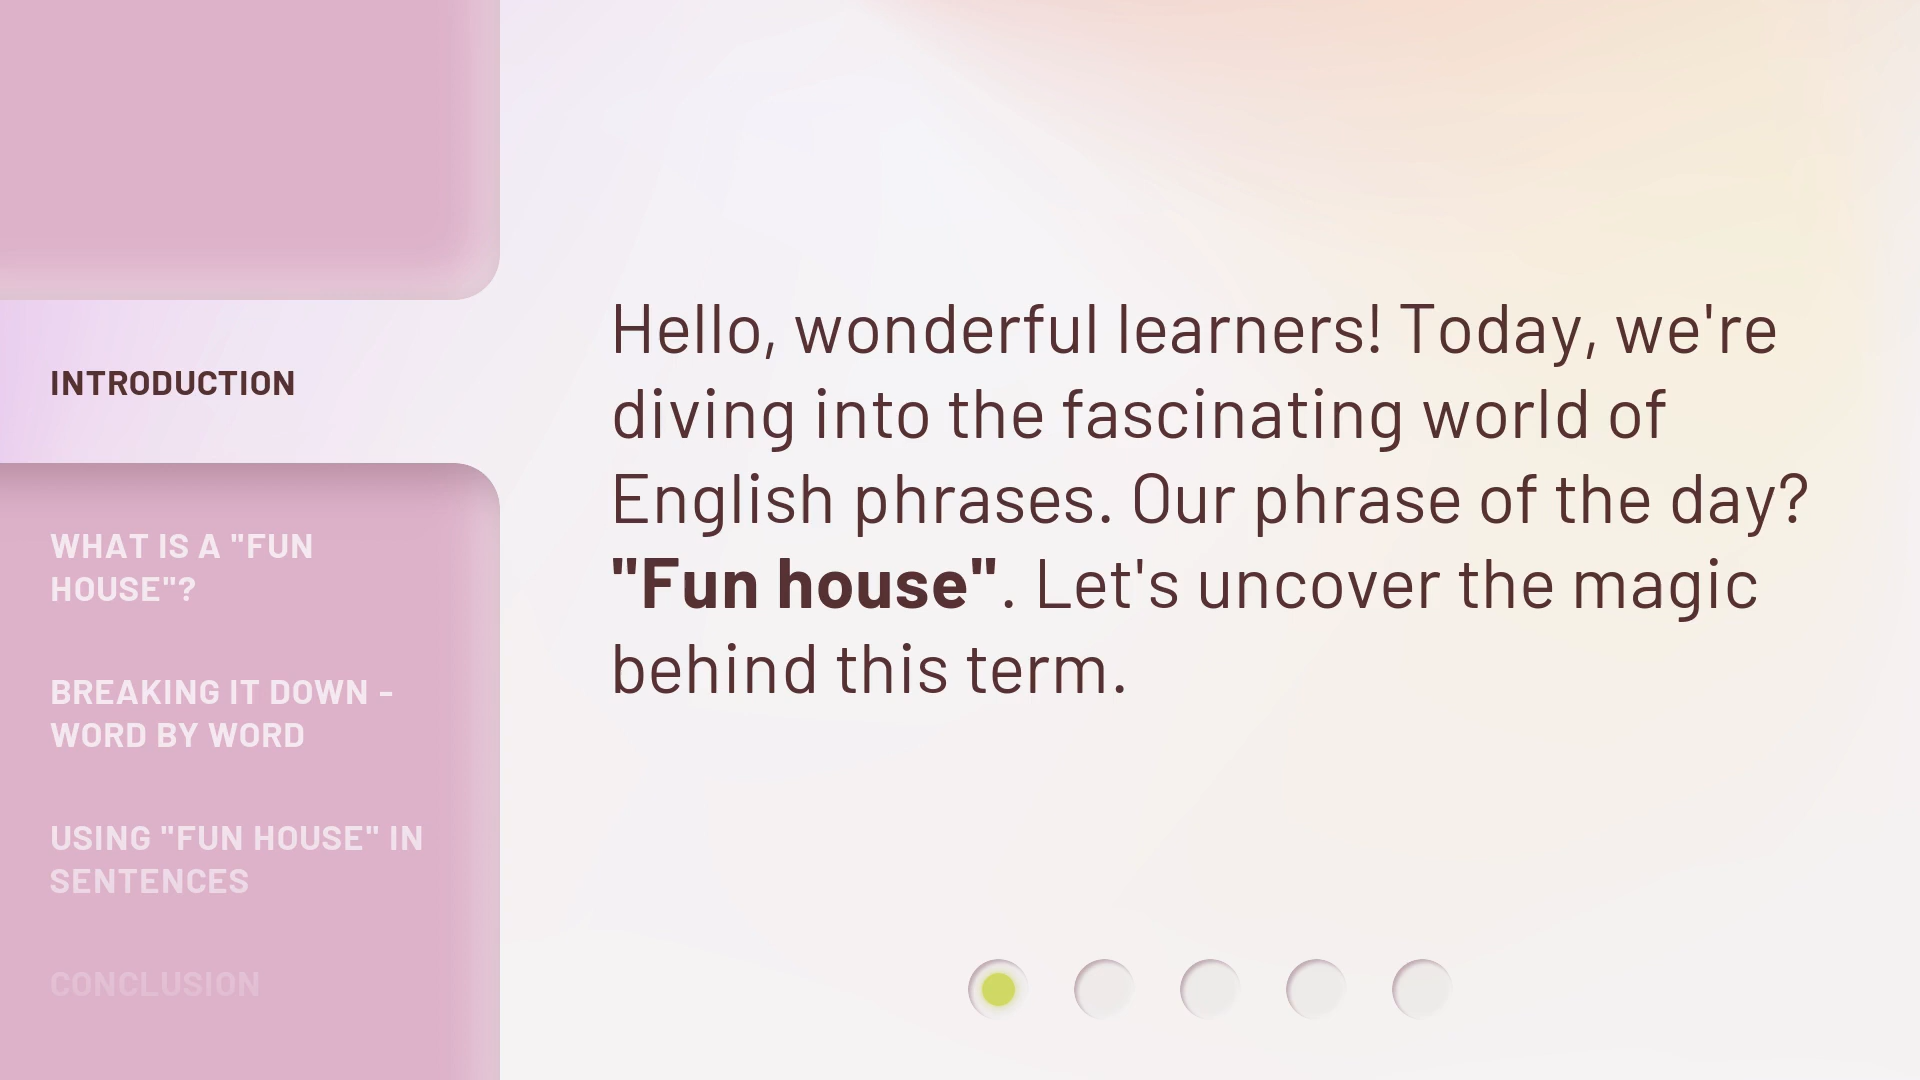 INTRODUCTION
WHAT IS A "FUN
HOUSE"?
BREAKING IT DOWN -
WORD BY WORD
USING "FUN HOUSE" IN
SENTENCES
CONCLUSION
Hello, wonderful learners! Today, we're
diving into the fascinating world of
English phrases. Our phrase of the day?
"Fun house". Let's uncover the magic
behind this term.